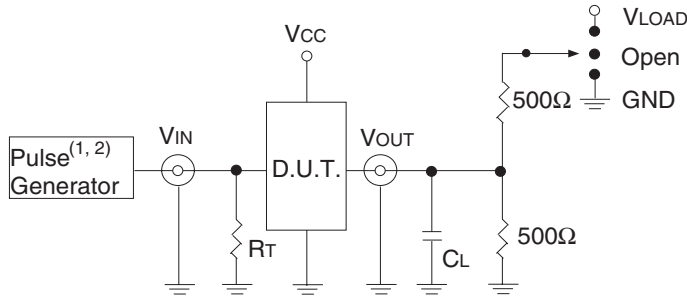 VLOAD
VCC
Open
500Ω
GND
VIN
VOUT
Pulse(1, 2)
Generator
D.U.T.
500Ω
RT
CL